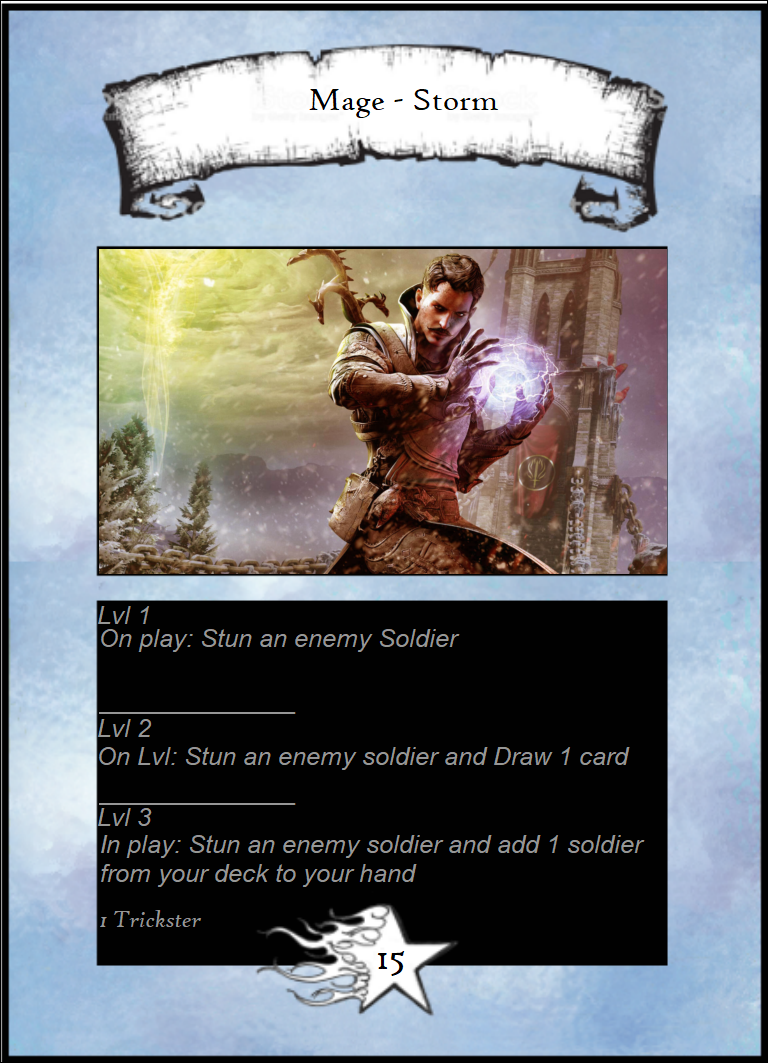 Mage - Storm
Lvl 1
On play: Stun an enemy Soldier
Lvl 2
On Lvl: Stun an enemy soldier and Draw 1 card
Lvl 3
In play: Stun an enemy soldier and add 1 soldier
from your deck to your hand
1 Trickster
15